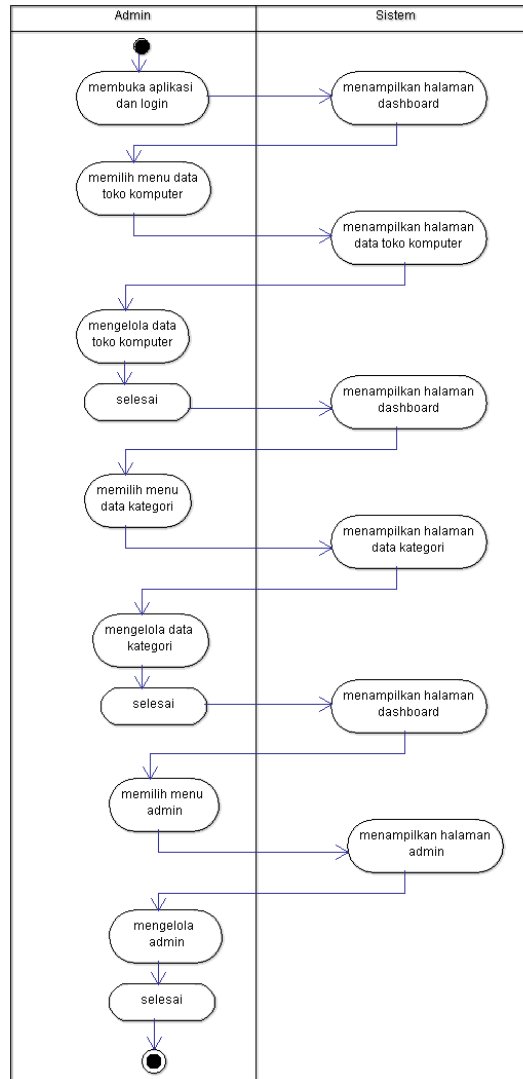 Admin
Sistem
membuka aplikasi
dan login
menampilkan halaman
dashboard
memilih menu data
toko komputer
menampilkan halaman
data toko komputer
mengelola data
toko komputer
selesai
menampilkan halaman
dashboard
memilih menu
data kategori
menampilkan halaman
data kategori
mengelola data
kategori
selesai
menampilkan halaman
dashboard
memilih menu
admin
menampilkan halaman
admin
mengelola
admin
selesai